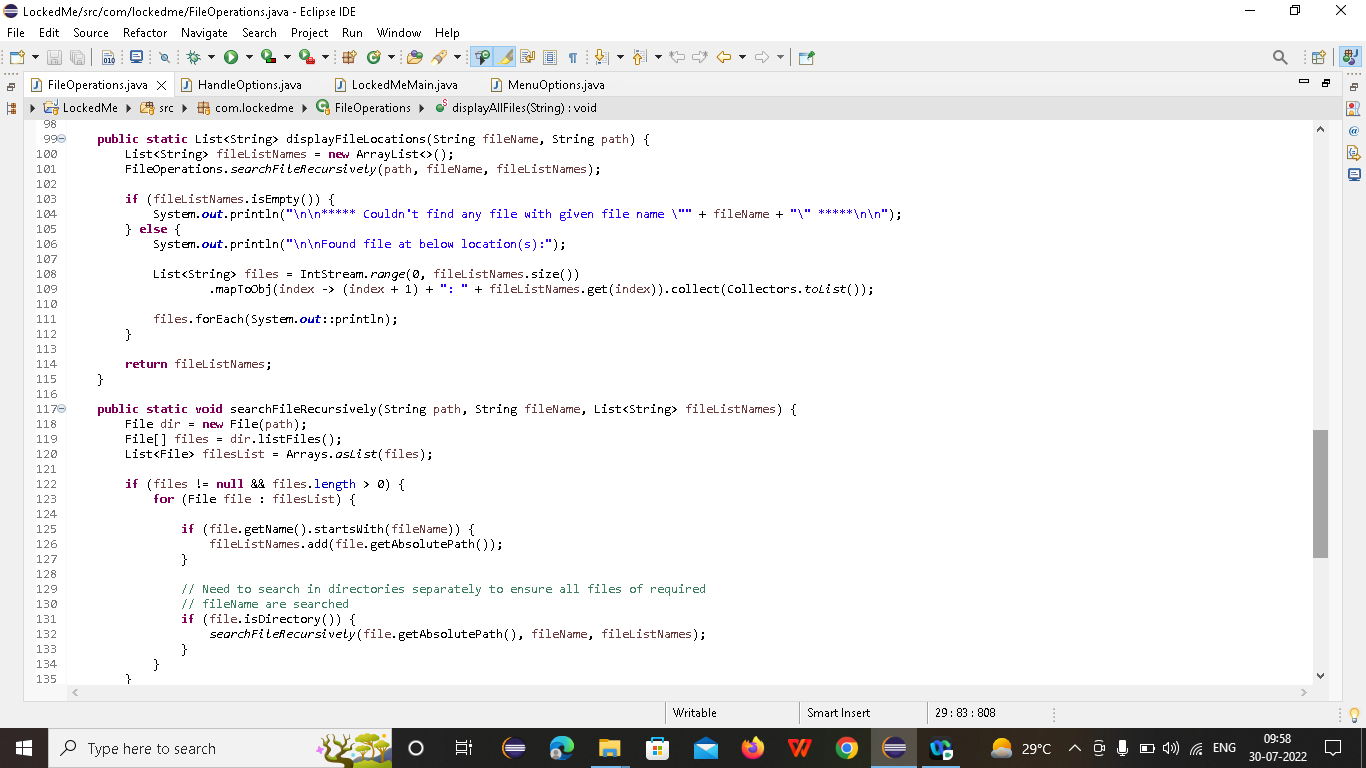 LockedMe/src/com/lockedme/FileOperations.java - Eclipse IDE
File Edit Source Refactor Navigate Search Project Run Window Help
FileOperations.java HandleOptions.java LockedMeMain.java MenuOptions.java
LockedMe src com.lockedme FileOperations displayAllFiles(String) : void
98
99 public static List<String> displayFileLocations(String fileName, String path) {
100 List<String> fileListNames = new ArrayList<>();
101 FileOperations.searchFileRecursively(path, fileName, fileListNames);
102
103 if (fileListNames.isEmpty()) {
104 System.out.println("\n\n***** Couldn't find any file with given file name \"" + fileName + "\" *****\n\n");
105 } else {
106 System.out.println("\n\nFound file at below location(s):");
107
108 List<String> files = IntStream.range(0, fileListNames.size())
109 .mapToObj(index -> (index + 1) + ": " + fileListNames.get(index)).collect(Collectors.toList());
110
111 files.forEach(System.out::println);
112 }
113
114 return fileListNames;
115 }
116
117 public static void searchFileRecursively(String path, String fileName, List<String> fileListNames) {
118 File dir = new File(path);
119 File[] files = dir.listFiles();
120 List<File> filesList = Arrays.asList(files);
121
122 if (files != null && files.length > 0) {
123 for (File file : filesList) {
124
125 if (file.getName().startsWith(fileName)) {
126 fileListNames.add(file.getAbsolutePath());
127 }
128
129 // Need to search in directories separately to ensure all files of required
130 // fileName are searched
131 if (file.isDirectory()) {
132 searchFileRecursively(file.getAbsolutePath(), fileName, fileListNames);
133 }
134 }
135 }
Writable Smart Insert 29 : 83 : 808
Type here to search 29°C ENG 09:58
30-07-2022